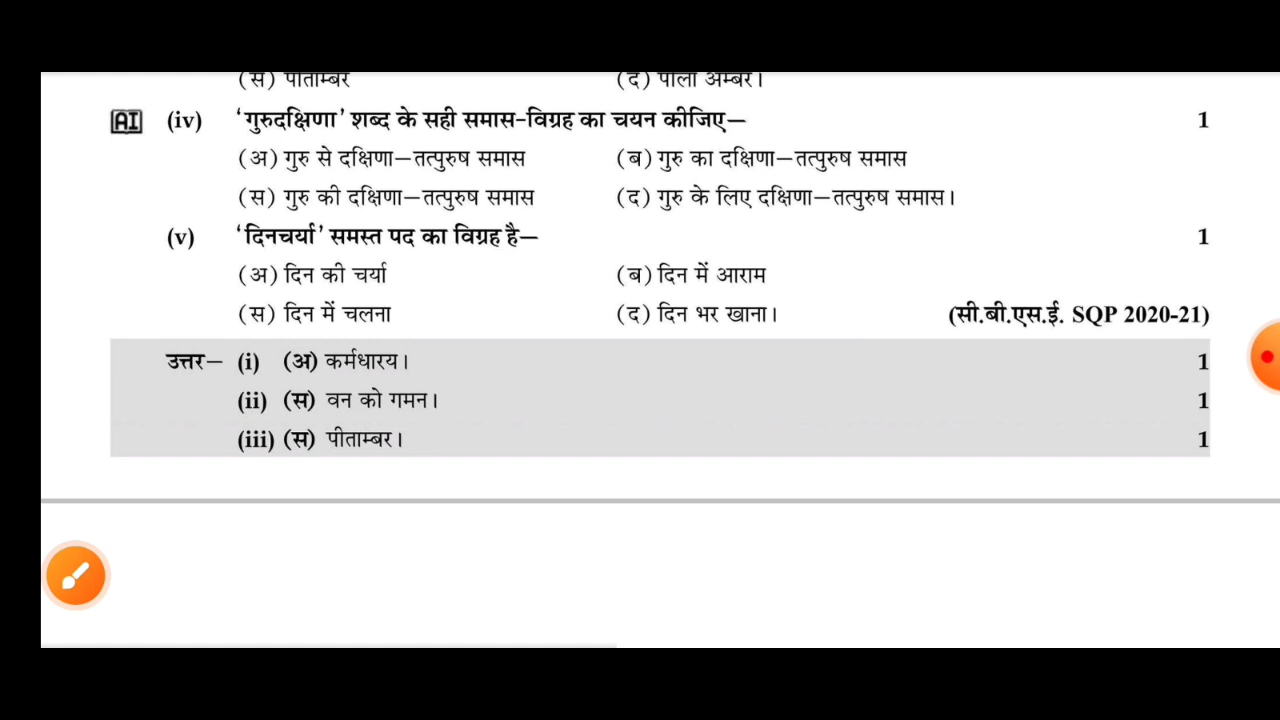 (स) पीताम्बर (द) पीला अम्बर।
AI (iv) 'गुरुदक्षिणा' शब्द के सही समास-विग्रह का चयन कीजिए— 1
(अ) गुरु से दक्षिणा—तत्पुरुष समास (ब) गुरु का दक्षिणा—तत्पुरुष समास
(स) गुरु की दक्षिणा—तत्पुरुष समास (द) गुरु के लिए दक्षिणा—तत्पुरुष समास।
(v) 'दिनचर्या' समस्त पद का विग्रह है— 1
(अ) दिन की चर्या (ब) दिन में आराम
(स) दिन में चलना (द) दिन भर खाना। (सी.बी.एस.ई. SQP 2020-21)
उत्तर— (i) (अ) कर्मधारय। 1
(ii) (स) वन को गमन। 1
(iii) (स) पीताम्बर। 1